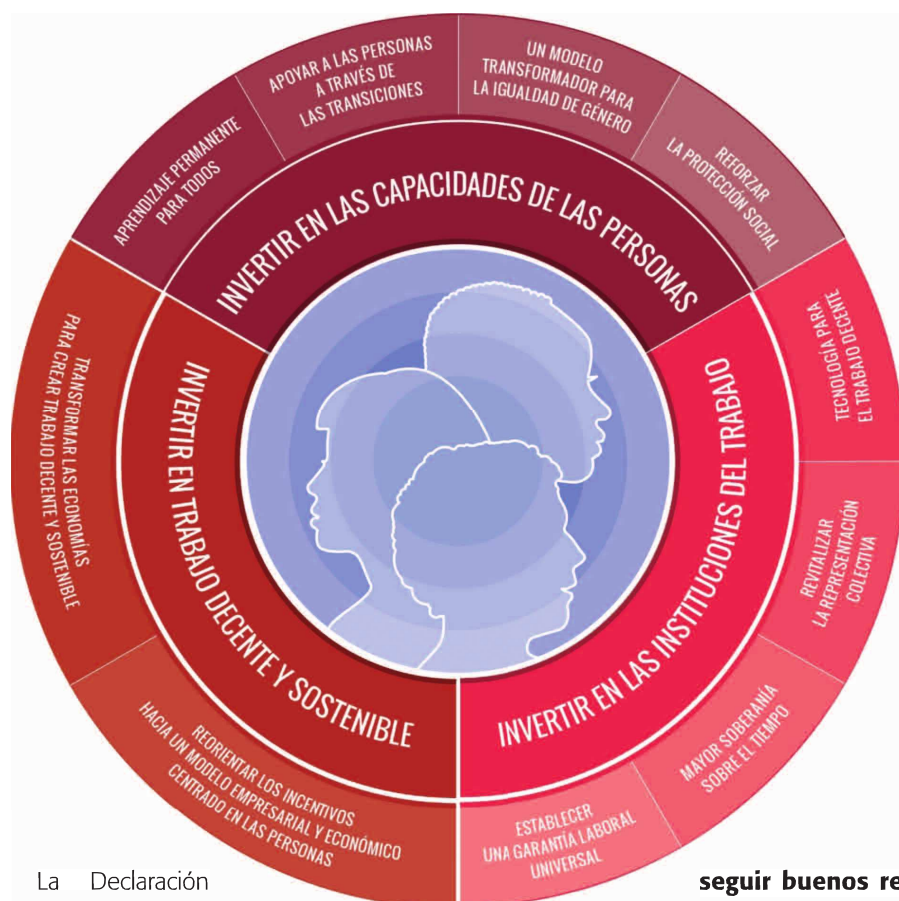 APRENDIZAJE PERMANENTE
PARA TODOS
APOYAR A LAS PERSONAS
A TRAVÉS DE
LAS TRANSICIONES
UN MODELO
TRANSFORMADOR PARA
LA IGUALDAD DE GÉNERO
REFORZAR
LA PROTECCIÓN SOCIAL
INVERTIR EN LAS CAPACIDADES DE LAS PERSONAS
TECNOLOGÍA PARA
EL TRABAJO DECENTE
REVITALIZAR
LA REPRESENTACIÓN
COLECTIVA
MAYOR SOBERANÍA
SOBRE EL TIEMPO
ESTABLECER
UNA GARANTÍA LABORAL
UNIVERSAL
INVERTIR EN LAS INSTITUCIONES DEL TRABAJO
TRANSFORMAR LAS ECONOMÍAS
PARA CREAR TRABAJO DECENTE Y SOSTENIBLE
REORIENTAR LOS INCENTIVOS
HACIA UN MODELO EMPRESARIAL Y ECONÓMICO
CENTRADO EN LAS PERSONAS
INVERTIR EN TRABAJO DECENTE Y SOSTENIBLE
La Declaración
seguir buenos re